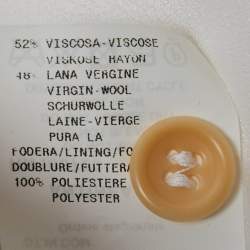 52% VISCOSA-VISCOSE
VISKOSE RAYON
48% LANA VERGINE
VIRGIN-WOOL
SCHURWOLLE
LAINE-VIERGE
PURA LA
FODERA/LINING/FO
DOUBLURE/FUTTERA
100% POLIESTERE
POLYESTER